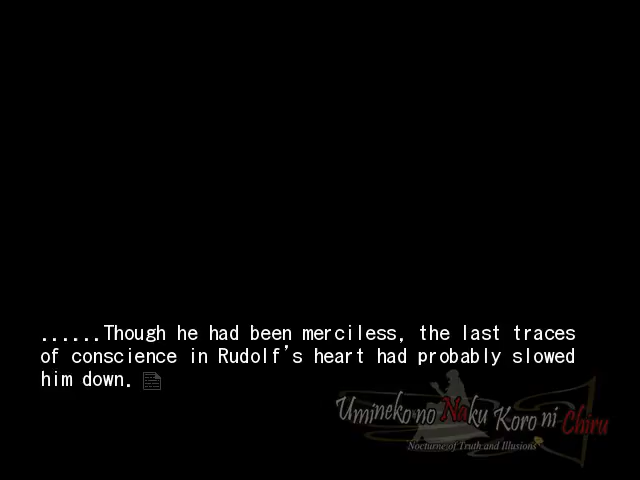 ......Though he had been merciless, the last traces
of conscience in Rudolf's heart had probably slowed
him down.
Umineko no Naku Koro ni Chiru
Nocturne of Truth and Illusions